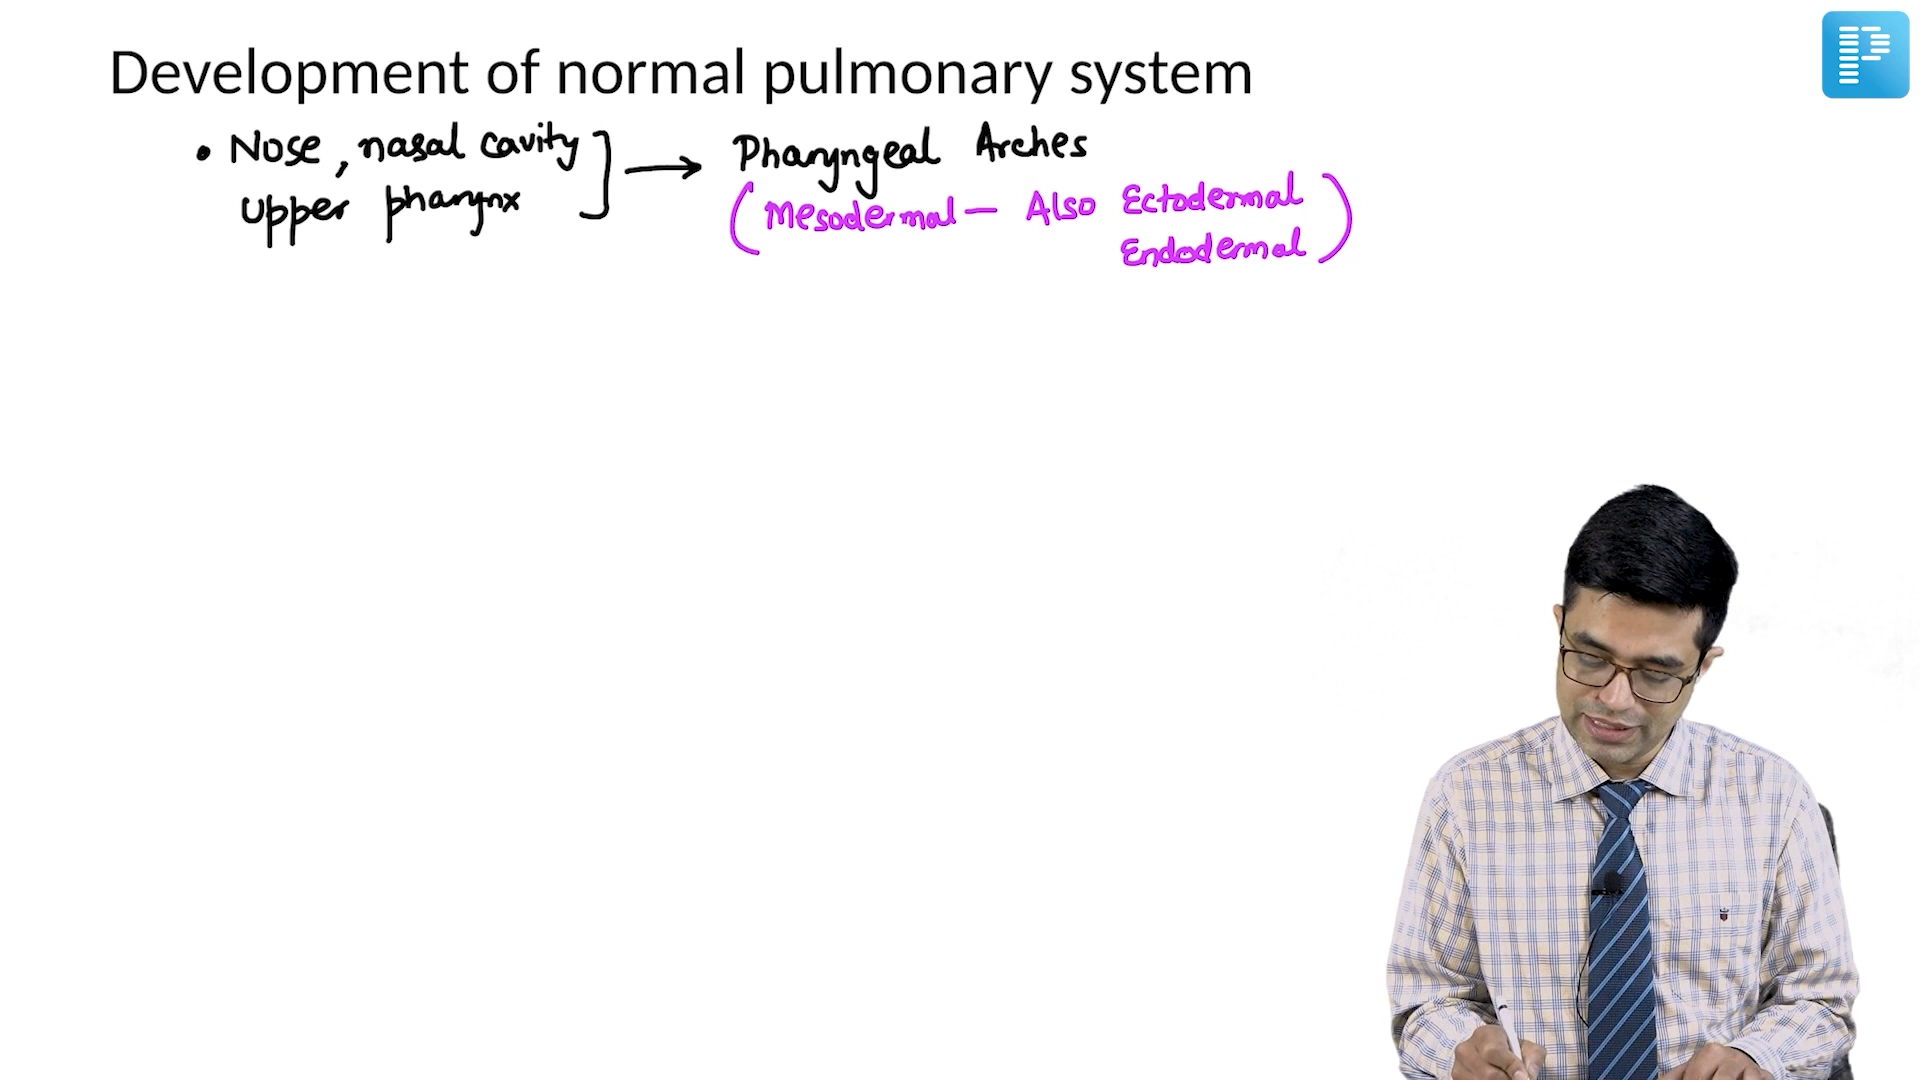 Development of normal pulmonary system
• Nose, nasal cavity
upper pharynx → Pharyngeal Arches
(Mesodermal — Also Ectodermal
Endodermal)